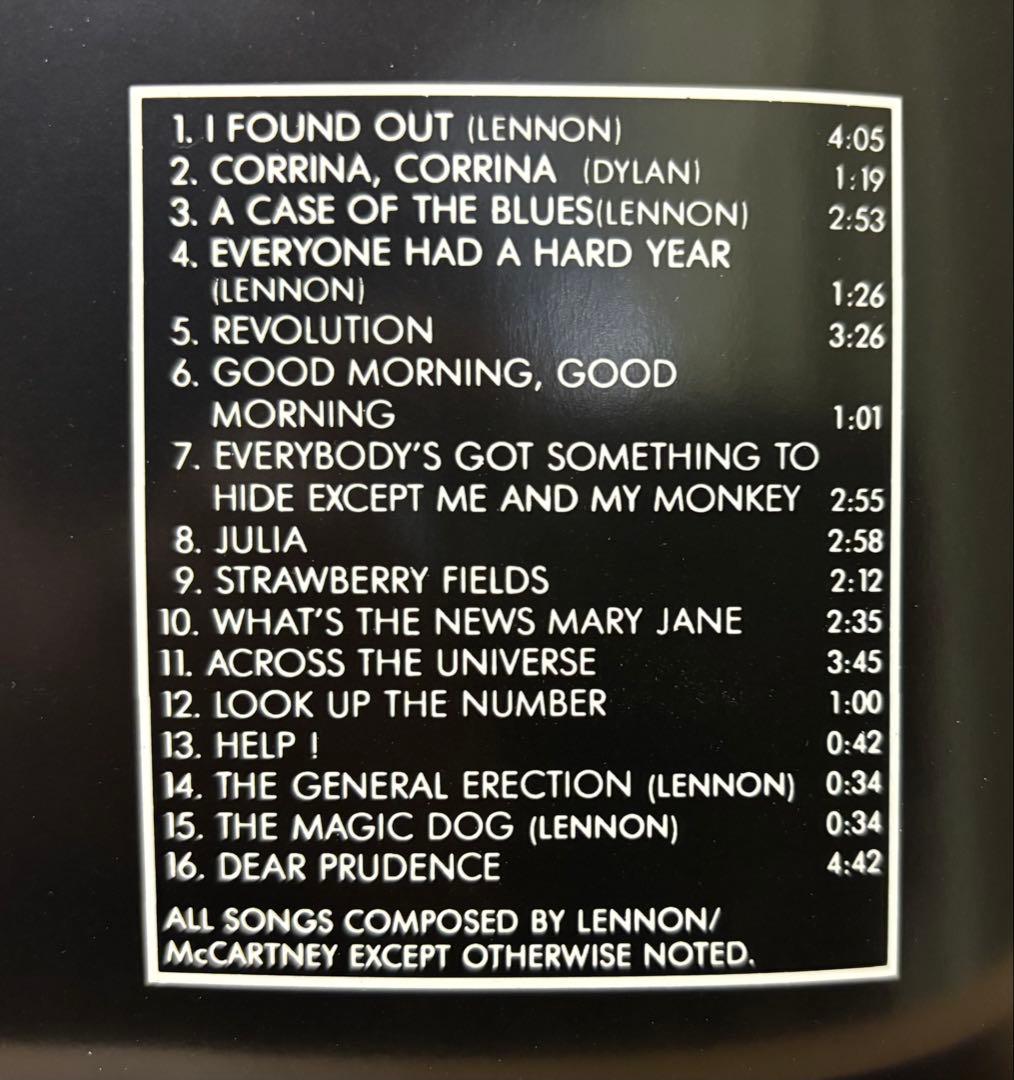 1. I FOUND OUT (LENNON) 4:05
2. CORRINA, CORRINA (DYLAN) 1:19
3. A CASE OF THE BLUES(LENNON) 2:53
4. EVERYONE HAD A HARD YEAR
(LENNON) 1:26
5. REVOLUTION 3:26
6. GOOD MORNING, GOOD
MORNING 1:01
7. EVERYBODY'S GOT SOMETHING TO
HIDE EXCEPT ME AND MY MONKEY 2:55
8. JULIA 2:58
9. STRAWBERRY FIELDS 2:12
10. WHAT'S THE NEWS MARY JANE 2:35
11. ACROSS THE UNIVERSE 3:45
12. LOOK UP THE NUMBER 1:00
13. HELP ! 0:42
14. THE GENERAL ERECTION (LENNON) 0:34
15. THE MAGIC DOG (LENNON) 0:34
16. DEAR PRUDENCE 4:42
ALL SONGS COMPOSED BY LENNON/
McCARTNEY EXCEPT OTHERWISE NOTED.